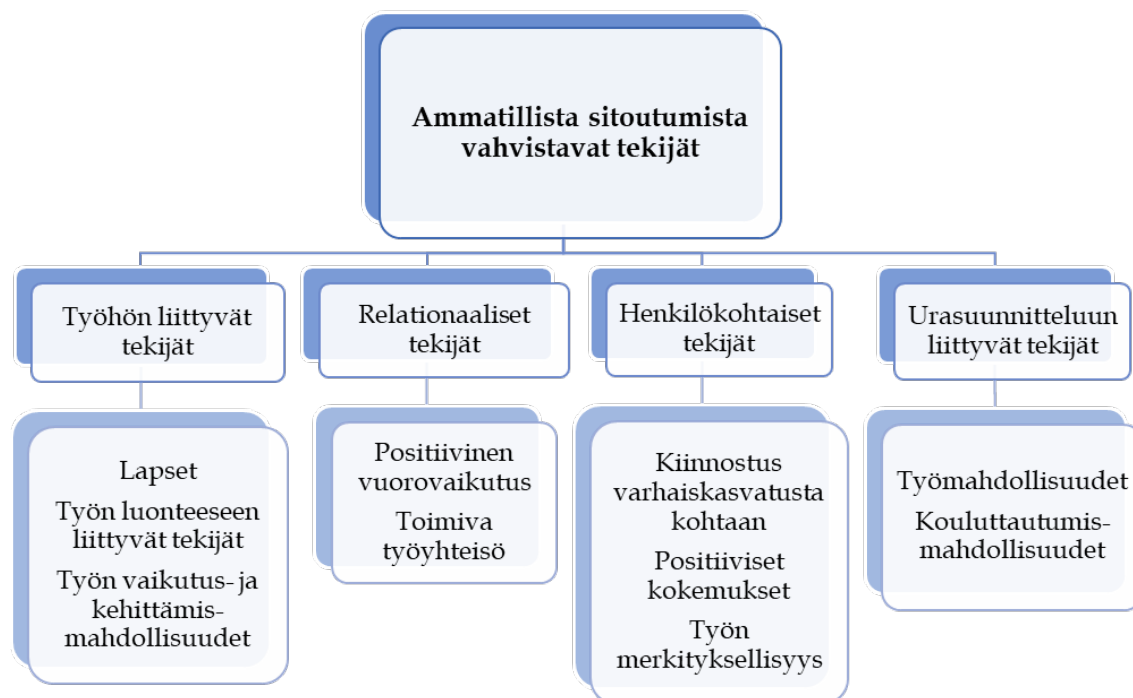 Ammatillista sitoutumista
vahvistavat tekijät
Työhön liittyvät
tekijät
Relationaaliset
tekijät
Henkilökohtaiset
tekijät
Urasuunnitteluun
liittyvät tekijät
Lapset
Työn luonteeseen
liittyvät tekijät
Työn vaikutus- ja
kehittämis-
mahdollisuudet
Positiivinen
vuorovaikutus
Toimiva
työyhteisö
Kiinnostus
varhaiskasvatusta
kohtaan
Positiiviset
kokemukset
Työn
merkityksellisyys
Työmahdollisuudet
Kouluttautumis-
mahdollisuudet